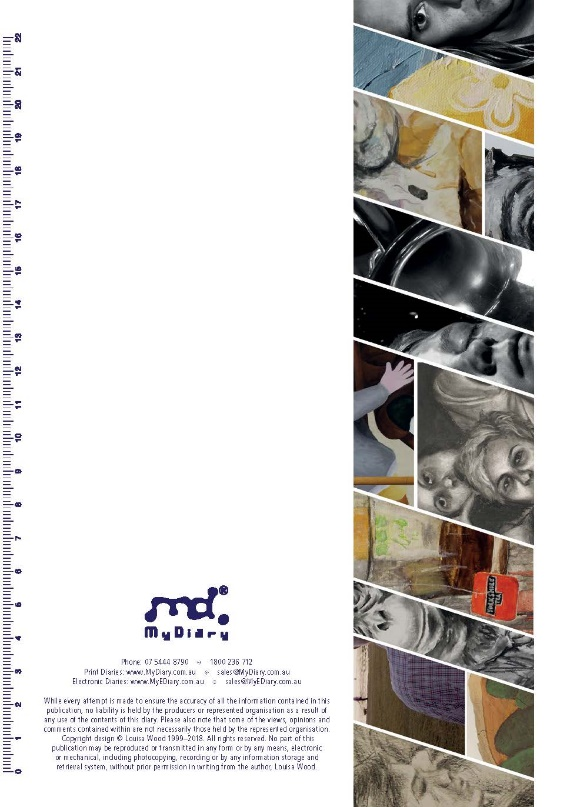 22
21
20
19
18
17
16
15
14
13
12
11
10
9
8
7
6
5
4
3
2
1
0
md®
MyDiary
Phone: 07 5444 8790 1800 236 712
Print Diaries: www.MyDiary.com.au sales@MyDiary.com.au
Electronic Diaries: www.MyEDiary.com.au sales@MyEDiary.com.au
While every attempt is made to ensure the accuracy of all the information contained in this
publication, no liability is held by the producers or represented organisation as a result of
any use of the contents of this diary. Please also note that some of the views, opinions and
comments contained within are not necessarily those held by the represented organisation.
Copyright design © Louisa Wood 1999–2018. All rights reserved. No part of this
publication may be reproduced or transmitted in any form or by any means, electronic
or mechanical, including photocopying, recording or by any information storage and
retrieval system, without prior permission in writing from the author, Louisa Wood.
TEA